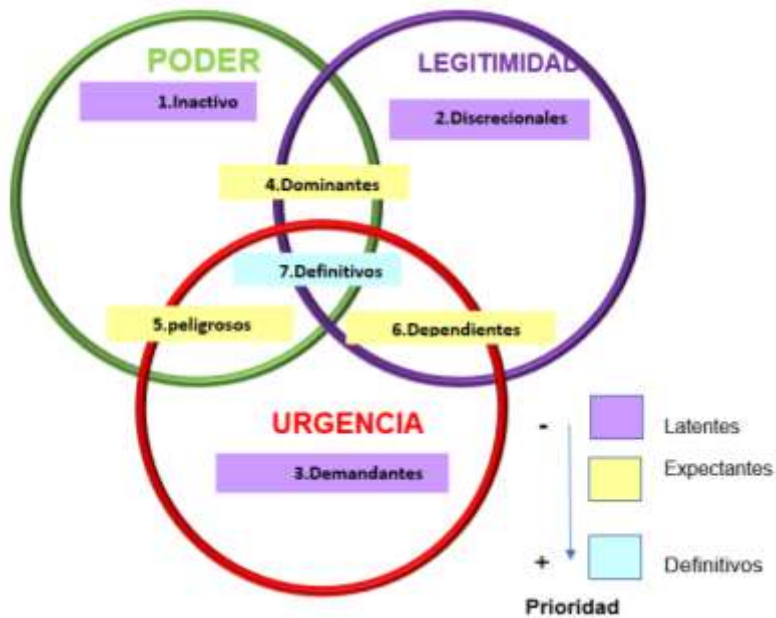 PODER
LEGITIMIDAD
1.Inactivo
2.Discrecionales
4.Dominantes
7.Definitivos
5.peligrosos
6.Dependientes
URGENCIA
3.Demandantes
-
Latentes
Expectantes
+
Definitivos
Prioridad